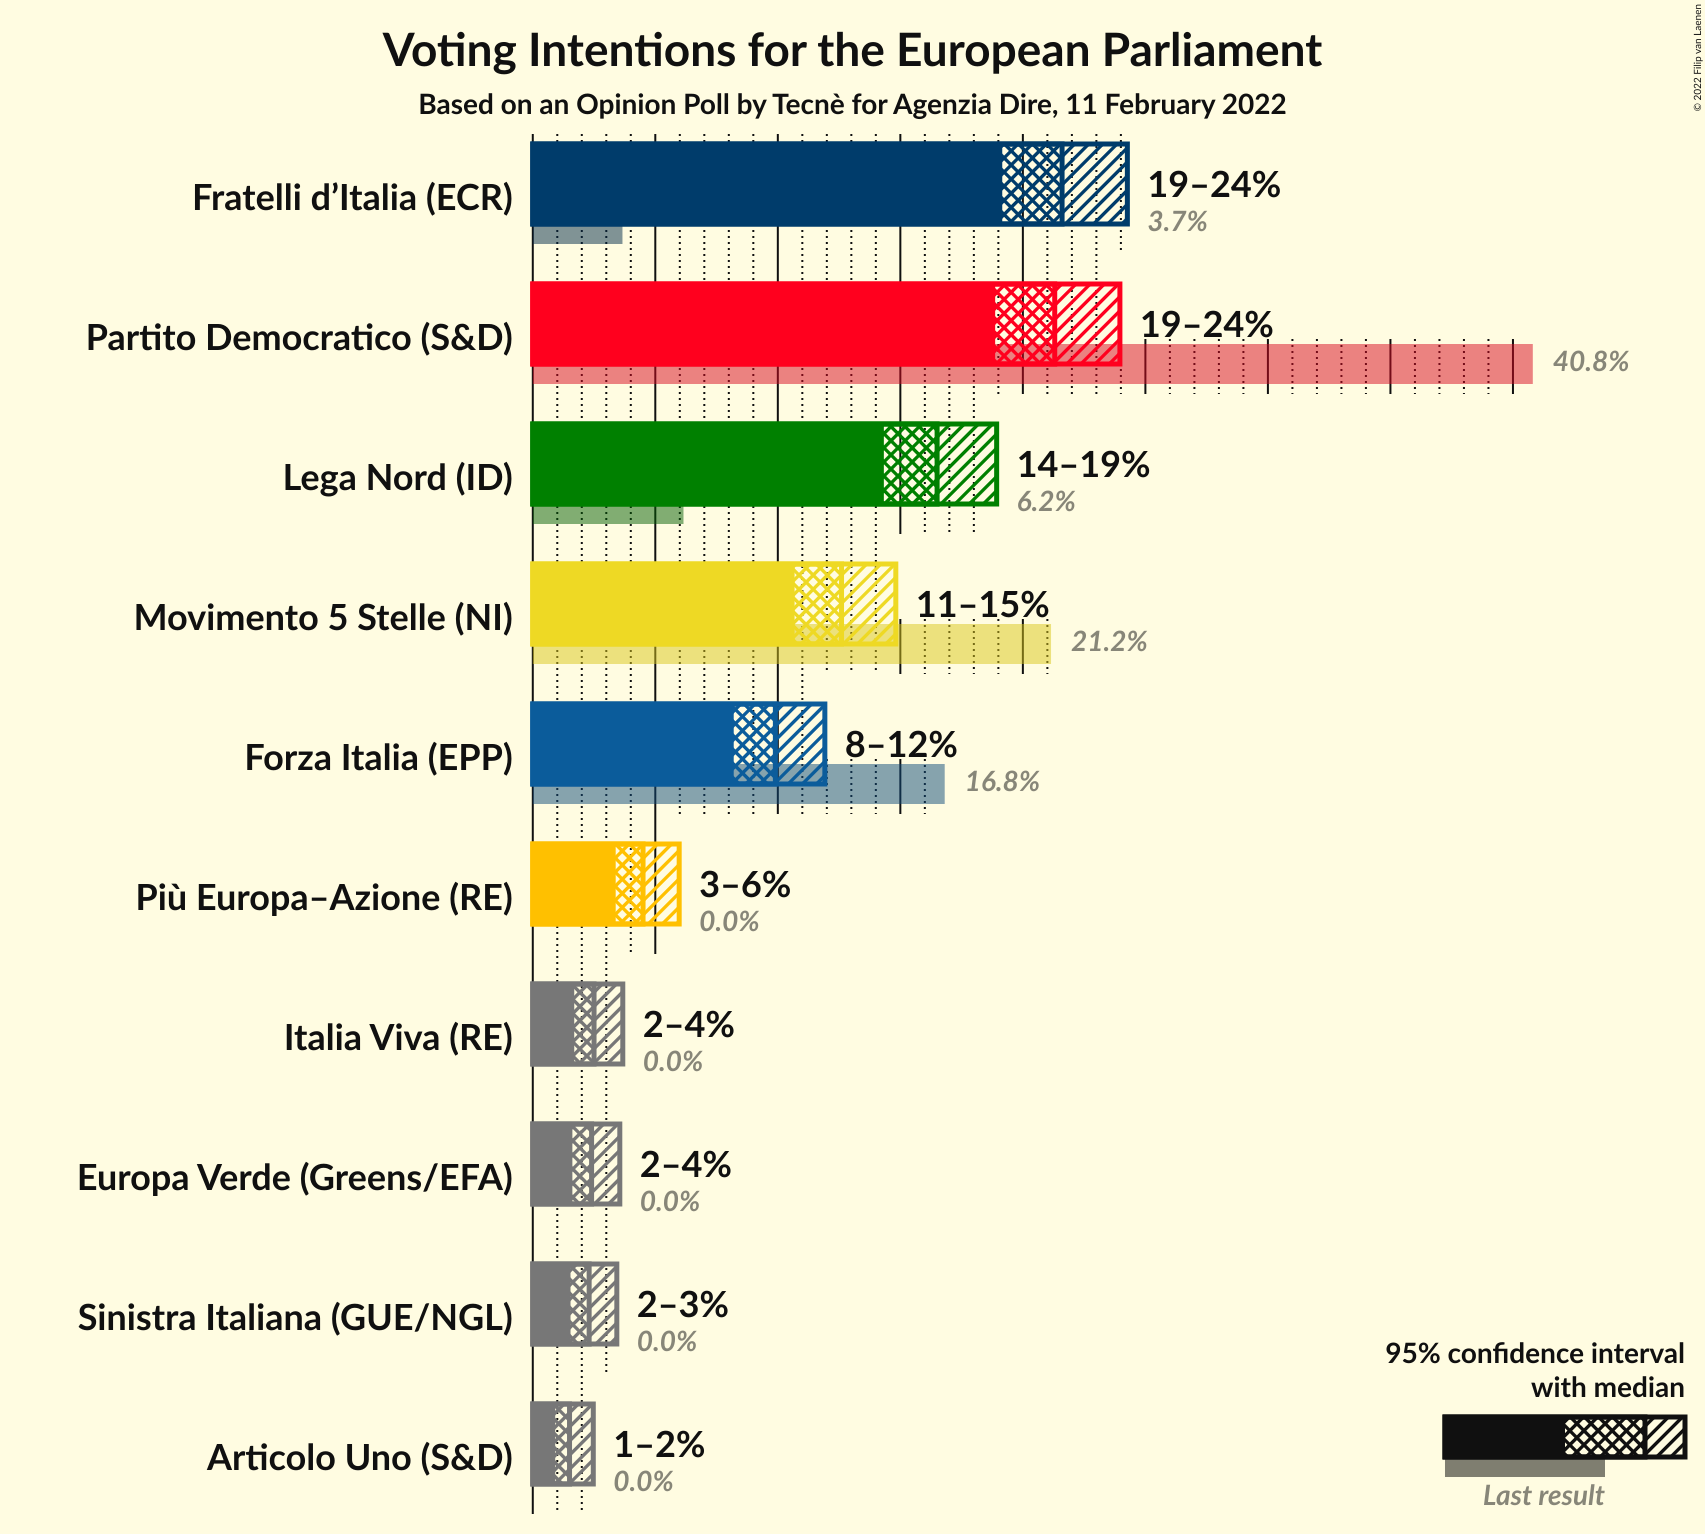 Voting Intentions for the European Parliament
Based on an Opinion Poll by Tecnè for Agenzia Dire, 11 February 2022
© 2022 Filip van Laenen
Fratelli d’Italia (ECR)
19–24%
3.7%
Partito Democratico (S&D)
19–24%
40.8%
Lega Nord (ID)
14–19%
6.2%
Movimento 5 Stelle (NI)
11–15%
21.2%
Forza Italia (EPP)
8–12%
16.8%
Più Europa–Azione (RE)
3–6%
0.0%
Italia Viva (RE)
2–4%
0.0%
Europa Verde (Greens/EFA)
2–4%
0.0%
Sinistra Italiana (GUE/NGL)
2–3%
0.0%
Articolo Uno (S&D)
1–2%
0.0%
95% confidence interval
with median
Last result